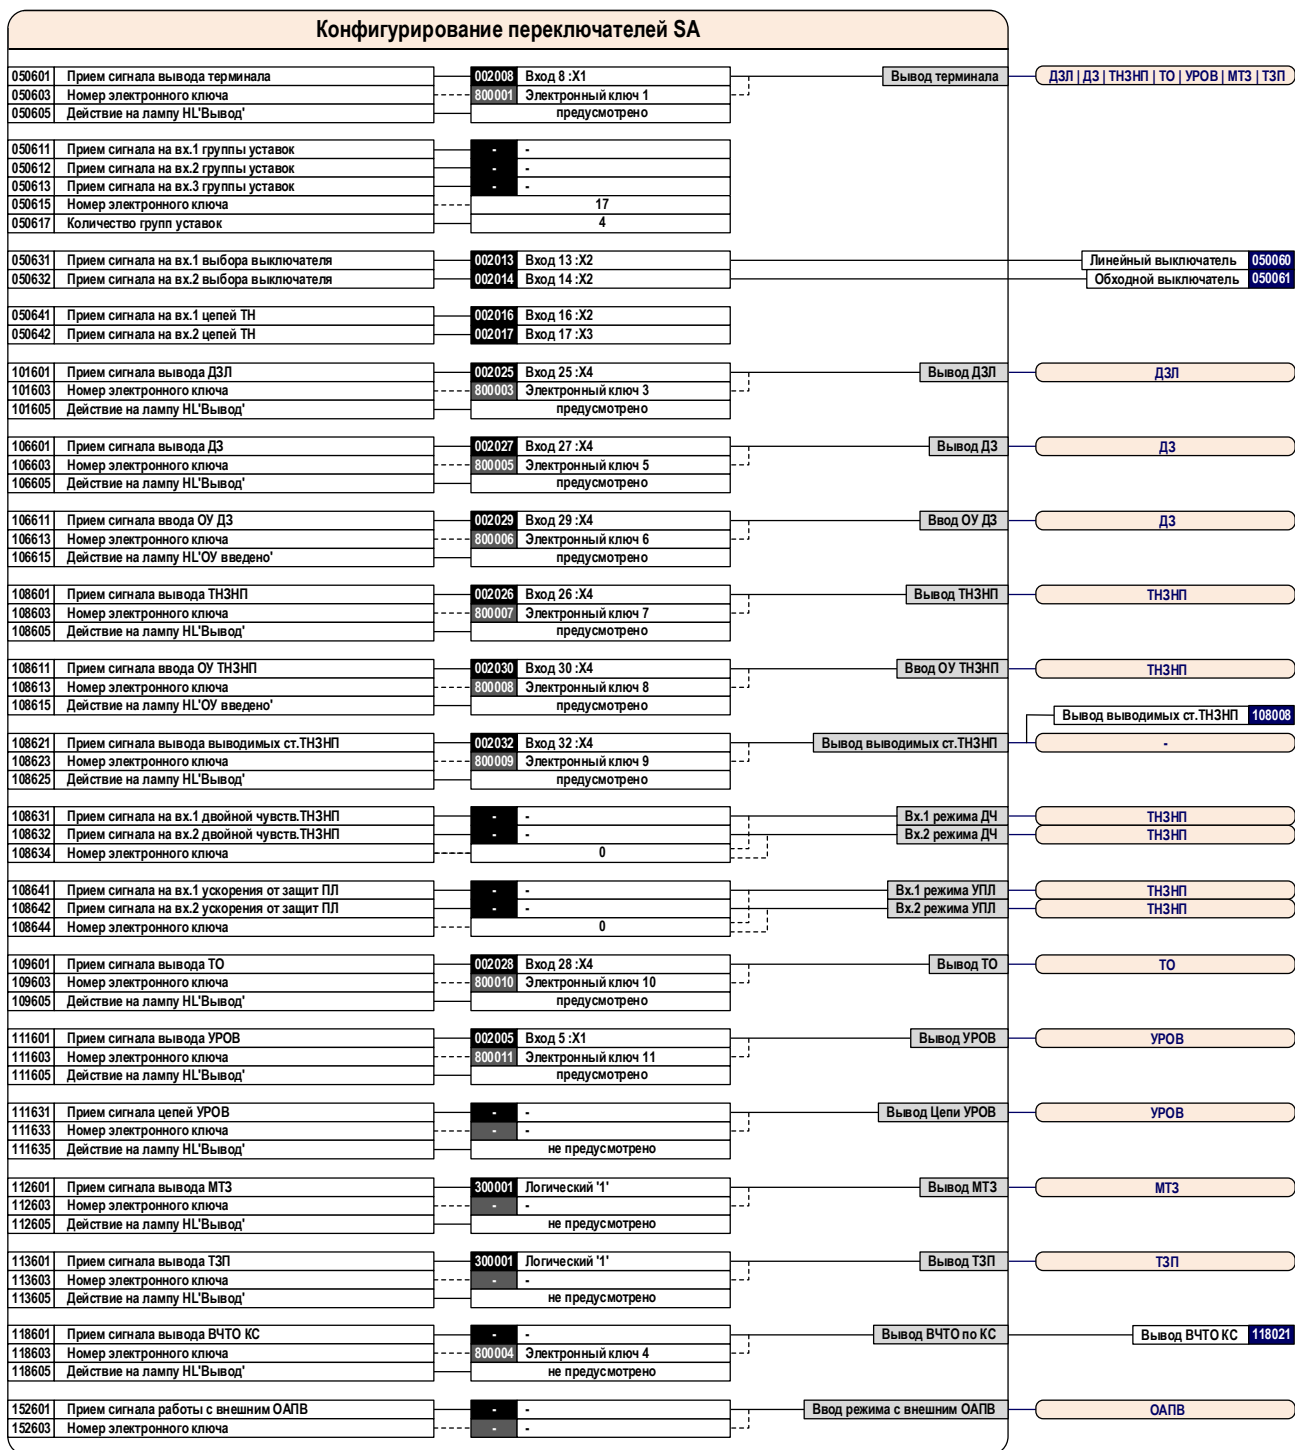 Конфигурирование переключателей SA
050601 Прием сигнала вывода терминала 002008 Вход 8 :X1 Вывод терминала ДЗЛ | ДЗ | ТНЗНП | ТО | УРОВ | МТЗ | ТЗП
050603 Номер электронного ключа 800001 Электронный ключ 1
050605 Действие на лампу HL'Вывод' предусмотрено
050611 Прием сигнала на вх.1 группы уставок - -
050612 Прием сигнала на вх.2 группы уставок - -
050613 Прием сигнала на вх.3 группы уставок - -
050615 Номер электронного ключа 17
050617 Количество групп уставок 4
050631 Прием сигнала на вх.1 выбора выключателя 002013 Вход 13 :X2 Линейный выключатель 050060
050632 Прием сигнала на вх.2 выбора выключателя 002014 Вход 14 :X2 Обходной выключатель 050061
050641 Прием сигнала на вх.1 цепей ТН 002016 Вход 16 :X2
050642 Прием сигнала на вх.2 цепей ТН 002017 Вход 17 :X3
101601 Прием сигнала вывода ДЗЛ 002025 Вход 25 :X4 Вывод ДЗЛ ДЗЛ
101603 Номер электронного ключа 800003 Электронный ключ 3
101605 Действие на лампу HL'Вывод' предусмотрено
106601 Прием сигнала вывода ДЗ 002027 Вход 27 :X4 Вывод ДЗ ДЗ
106603 Номер электронного ключа 800005 Электронный ключ 5
106605 Действие на лампу HL'Вывод' предусмотрено
106611 Прием сигнала ввода ОУ ДЗ 002029 Вход 29 :X4 Ввод ОУ ДЗ ДЗ
106613 Номер электронного ключа 800006 Электронный ключ 6
106615 Действие на лампу HL'ОУ введено' предусмотрено
108601 Прием сигнала вывода ТНЗНП 002026 Вход 26 :X4 Вывод ТНЗНП ТНЗНП
108603 Номер электронного ключа 800007 Электронный ключ 7
108605 Действие на лампу HL'Вывод' предусмотрено
108611 Прием сигнала ввода ОУ ТНЗНП 002030 Вход 30 :X4 Ввод ОУ ТНЗНП ТНЗНП
108613 Номер электронного ключа 800008 Электронный ключ 8
108615 Действие на лампу HL'ОУ введено' предусмотрено
Вывод выводимых ст.ТНЗНП 108008
108621 Прием сигнала вывода выводимых ст.ТНЗНП 002032 Вход 32 :X4 Вывод выводимых ст.ТНЗНП -
108623 Номер электронного ключа 800009 Электронный ключ 9
108625 Действие на лампу HL'Вывод' предусмотрено
108631 Прием сигнала на вх.1 двойной чувств.ТНЗНП - - Вх.1 режима ДЧ ТНЗНП
108632 Прием сигнала на вх.2 двойной чувств.ТНЗНП - - Вх.2 режима ДЧ ТНЗНП
108634 Номер электронного ключа 0
108641 Прием сигнала на вх.1 ускорения от защит ПЛ - - Вх.1 режима УПЛ ТНЗНП
108642 Прием сигнала на вх.2 ускорения от защит ПЛ - - Вх.2 режима УПЛ ТНЗНП
108644 Номер электронного ключа 0
109601 Прием сигнала вывода ТО 002028 Вход 28 :X4 Вывод ТО ТО
109603 Номер электронного ключа 800010 Электронный ключ 10
109605 Действие на лампу HL'Вывод' предусмотрено
111601 Прием сигнала вывода УРОВ 002005 Вход 5 :X1 Вывод УРОВ УРОВ
111603 Номер электронного ключа 800011 Электронный ключ 11
111605 Действие на лампу HL'Вывод' предусмотрено
111631 Прием сигнала цепей УРОВ - - Вывод Цепи УРОВ УРОВ
111633 Номер электронного ключа - -
111635 Действие на лампу HL'Вывод' не предусмотрено
112601 Прием сигнала вывода МТЗ 300001 Логический '1' Вывод МТЗ МТЗ
112603 Номер электронного ключа - -
112605 Действие на лампу HL'Вывод' не предусмотрено
113601 Прием сигнала вывода ТЗП 300001 Логический '1' Вывод ТЗП ТЗП
113603 Номер электронного ключа - -
113605 Действие на лампу HL'Вывод' не предусмотрено
118601 Прием сигнала вывода ВЧТО КС - - Вывод ВЧТО по КС Вывод ВЧТО КС 118021
118603 Номер электронного ключа 800004 Электронный ключ 4
118605 Действие на лампу HL'Вывод' не предусмотрено
152601 Прием сигнала работы с внешним ОАПВ - - Ввод режима с внешним ОАПВ ОАПВ
152603 Номер электронного ключа - -